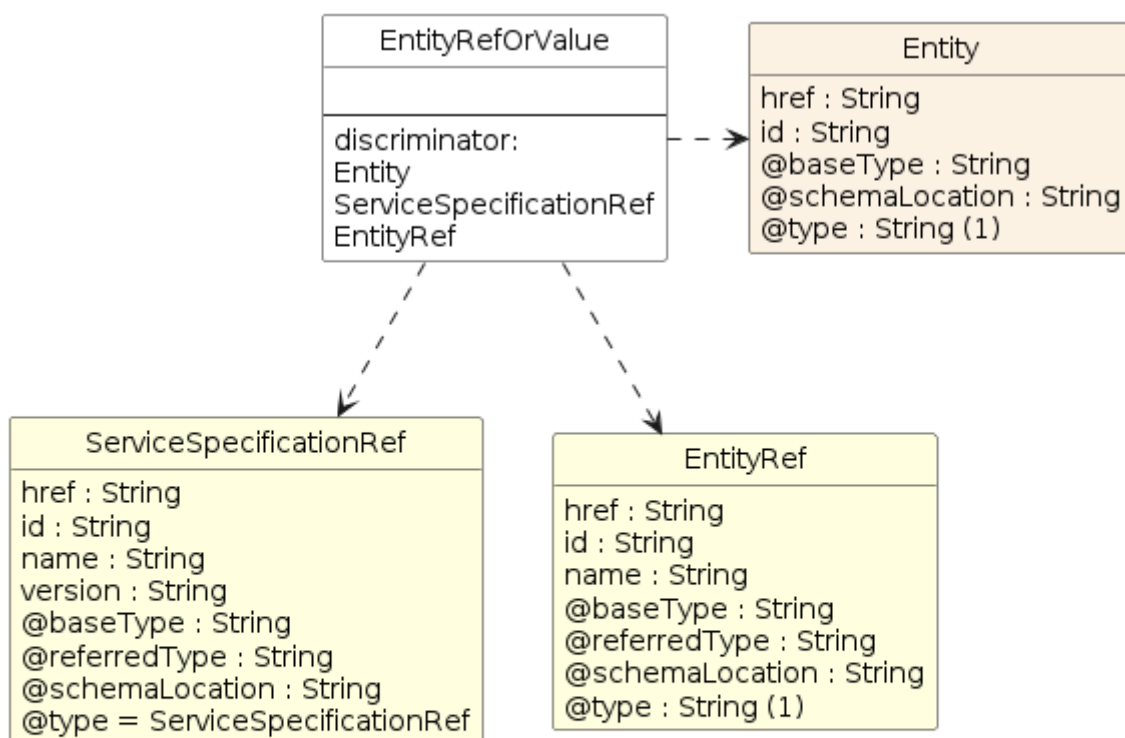 EntityRefOrValue
discriminator:
Entity
ServiceSpecificationRef
EntityRef
Entity
href : String
id : String
@baseType : String
@schemaLocation : String
@type : String (1)
ServiceSpecificationRef
href : String
id : String
name : String
version : String
@baseType : String
@referredType : String
@schemaLocation : String
@type = ServiceSpecificationRef
EntityRef
href : String
id : String
name : String
@baseType : String
@referredType : String
@schemaLocation : String
@type : String (1)